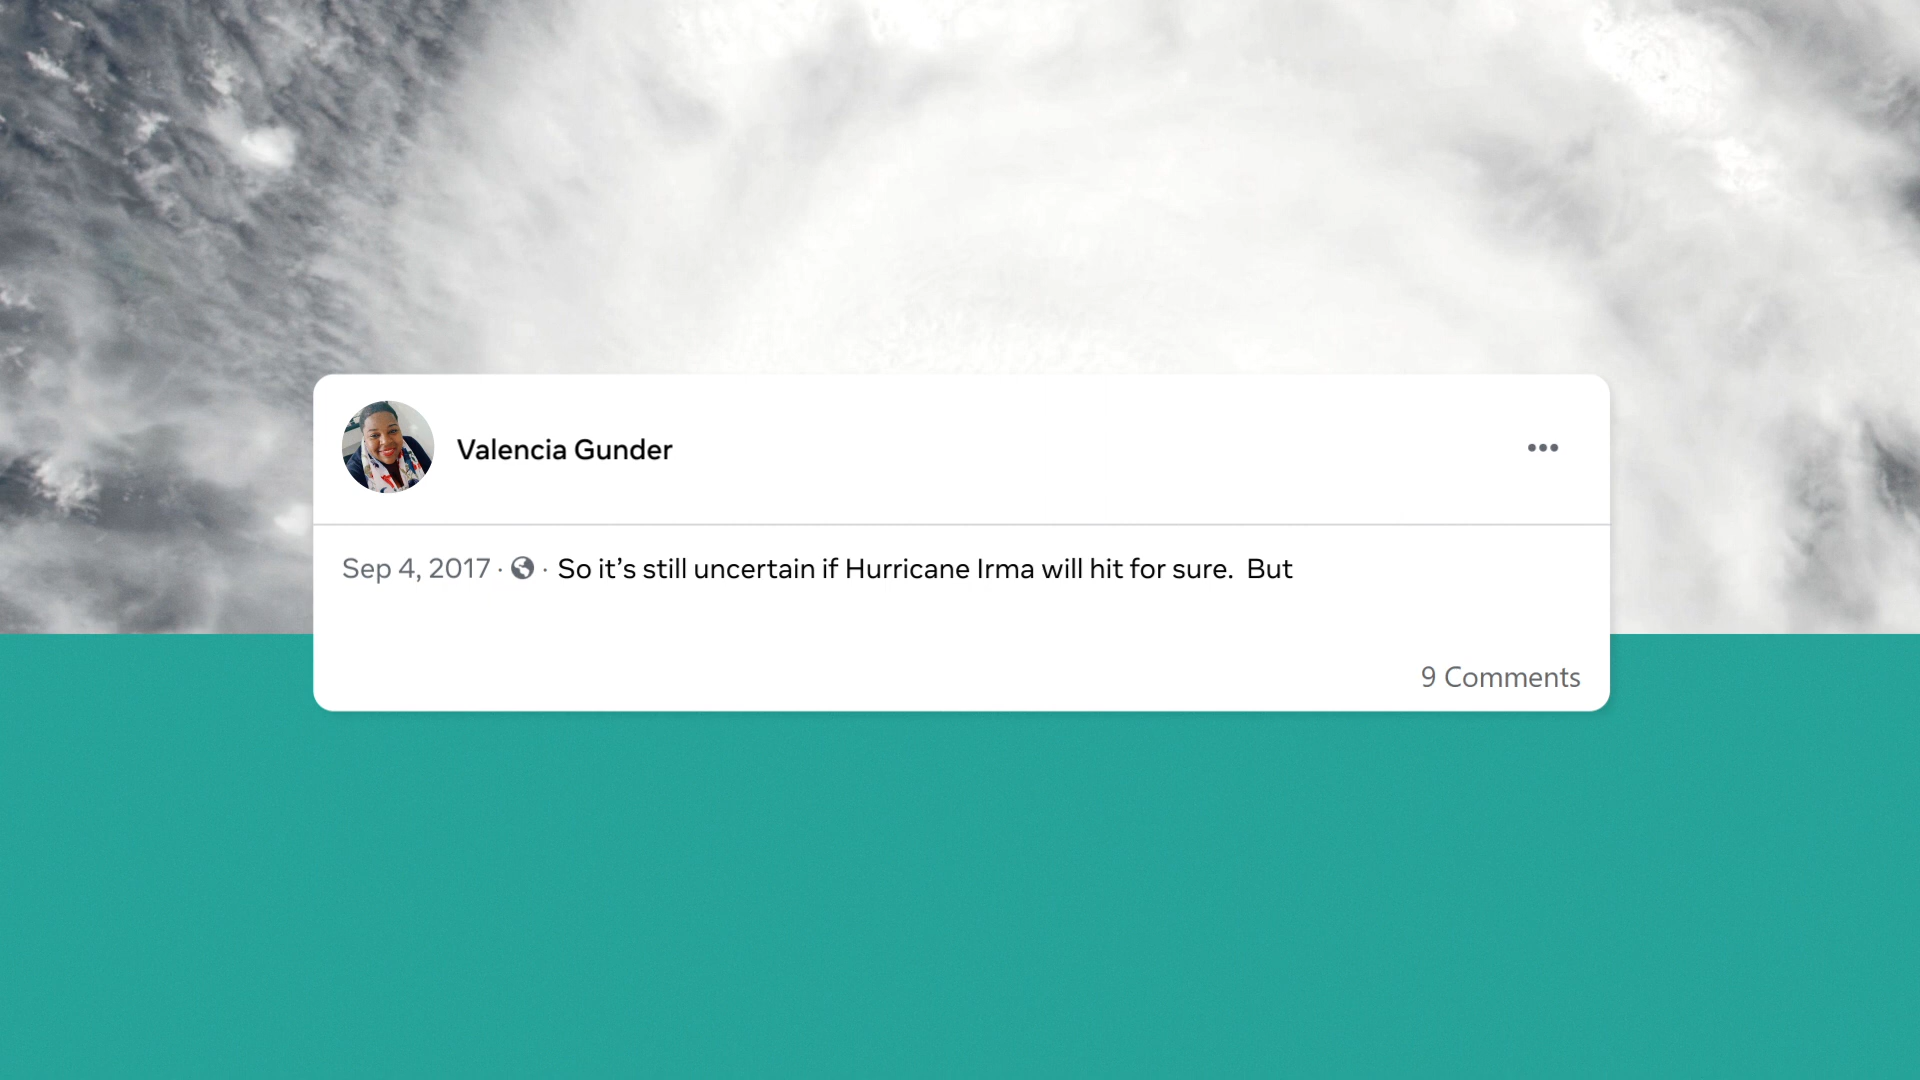 Valencia Gunder
Sep 4, 2017 · · So it’s still uncertain if Hurricane Irma will hit for sure.  But
9 Comments